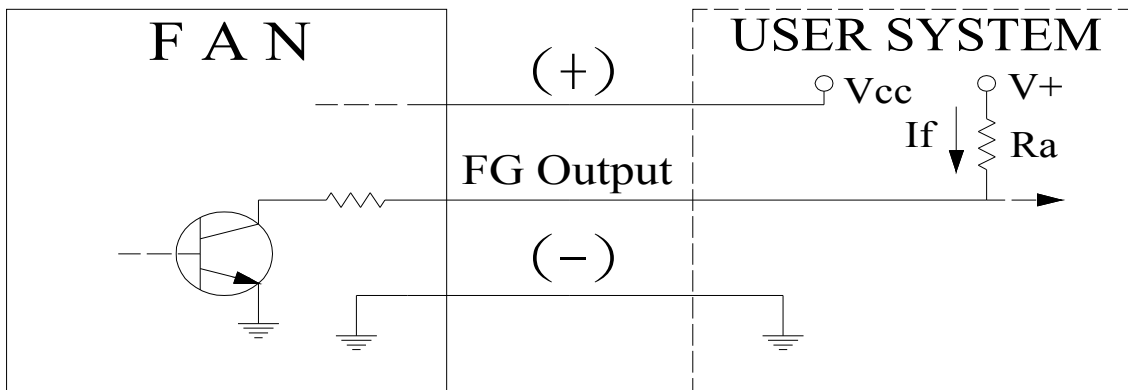 F A N
USER SYSTEM
(+)
Vcc
V+
If
Ra
FG Output
(-)